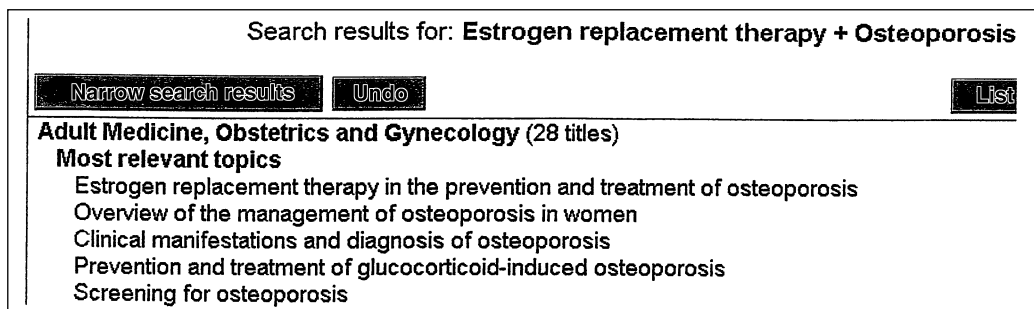 Search results for: Estrogen replacement therapy + Osteoporosis
Narrow search results Undo List
Adult Medicine, Obstetrics and Gynecology (28 titles)
Most relevant topics
Estrogen replacement therapy in the prevention and treatment of osteoporosis
Overview of the management of osteoporosis in women
Clinical manifestations and diagnosis of osteoporosis
Prevention and treatment of glucocorticoid-induced osteoporosis
Screening for osteoporosis